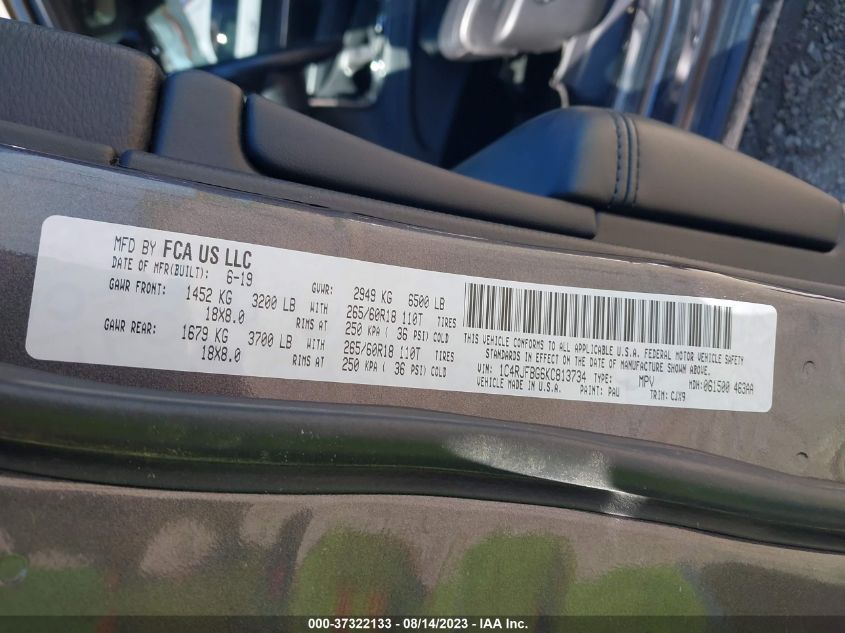 MFD BY FCA US LLC
DATE OF MFR(BUILT): 6-19 GVWR: 2949 KG 6500 LB
GAWR FRONT: 1452 KG 3200 LB WITH 265/60R18 110T TIRES
18X8.0 RIMS AT 250 KPA ( 36 PSI) COLD
GAWR REAR: 1679 KG 3700 LB WITH 265/60R18 110T TIRES
18X8.0 RIMS AT 250 KPA ( 36 PSI) COLD
THIS VEHICLE CONFORMS TO ALL APPLICABLE U.S.A. FEDERAL MOTOR VEHICLE SAFETY
STANDARDS IN EFFECT ON THE DATE OF MANUFACTURE SHOWN ABOVE.
VIN: 1C4RJFBG6KC813734 TYPE: MPV MDH: 061500 463AA
VEHICLE MADE IN U.S.A. PAINT: PAU TRIM: CJX9
000-37322133 - 08/14/2023 - IAA Inc.